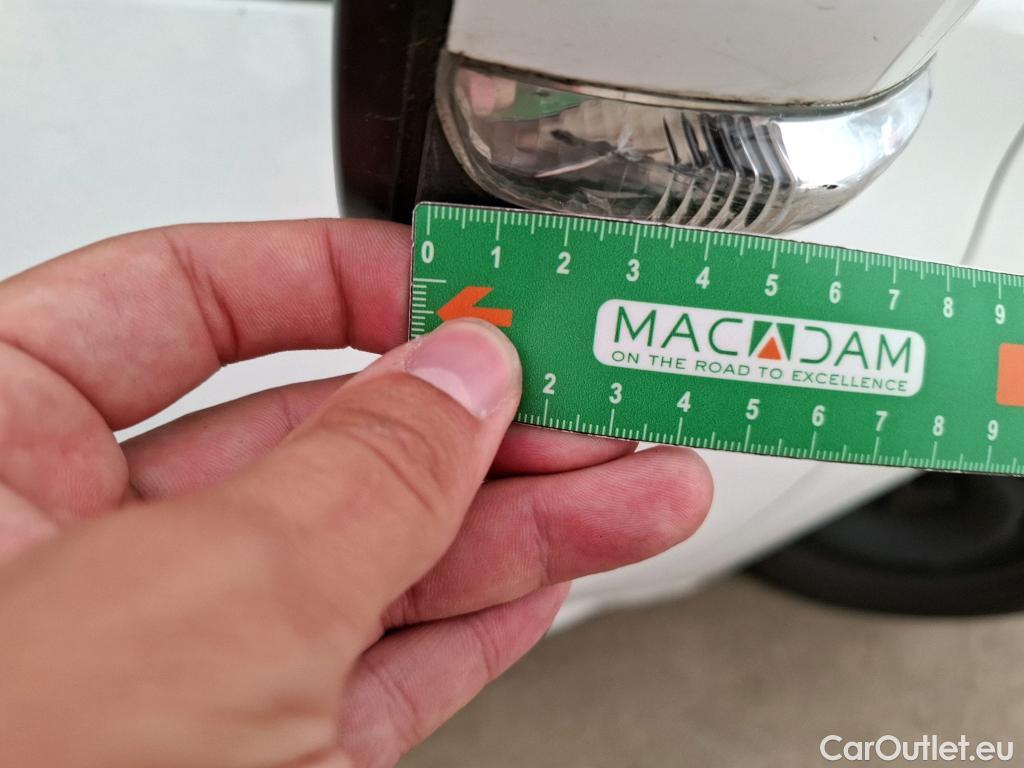 0 1 2 3 4 5 6 7 8 9
MACADAM
ON THE ROAD TO EXCELLENCE
2 3 4 5 6 7 8 9
CarOutlet.eu